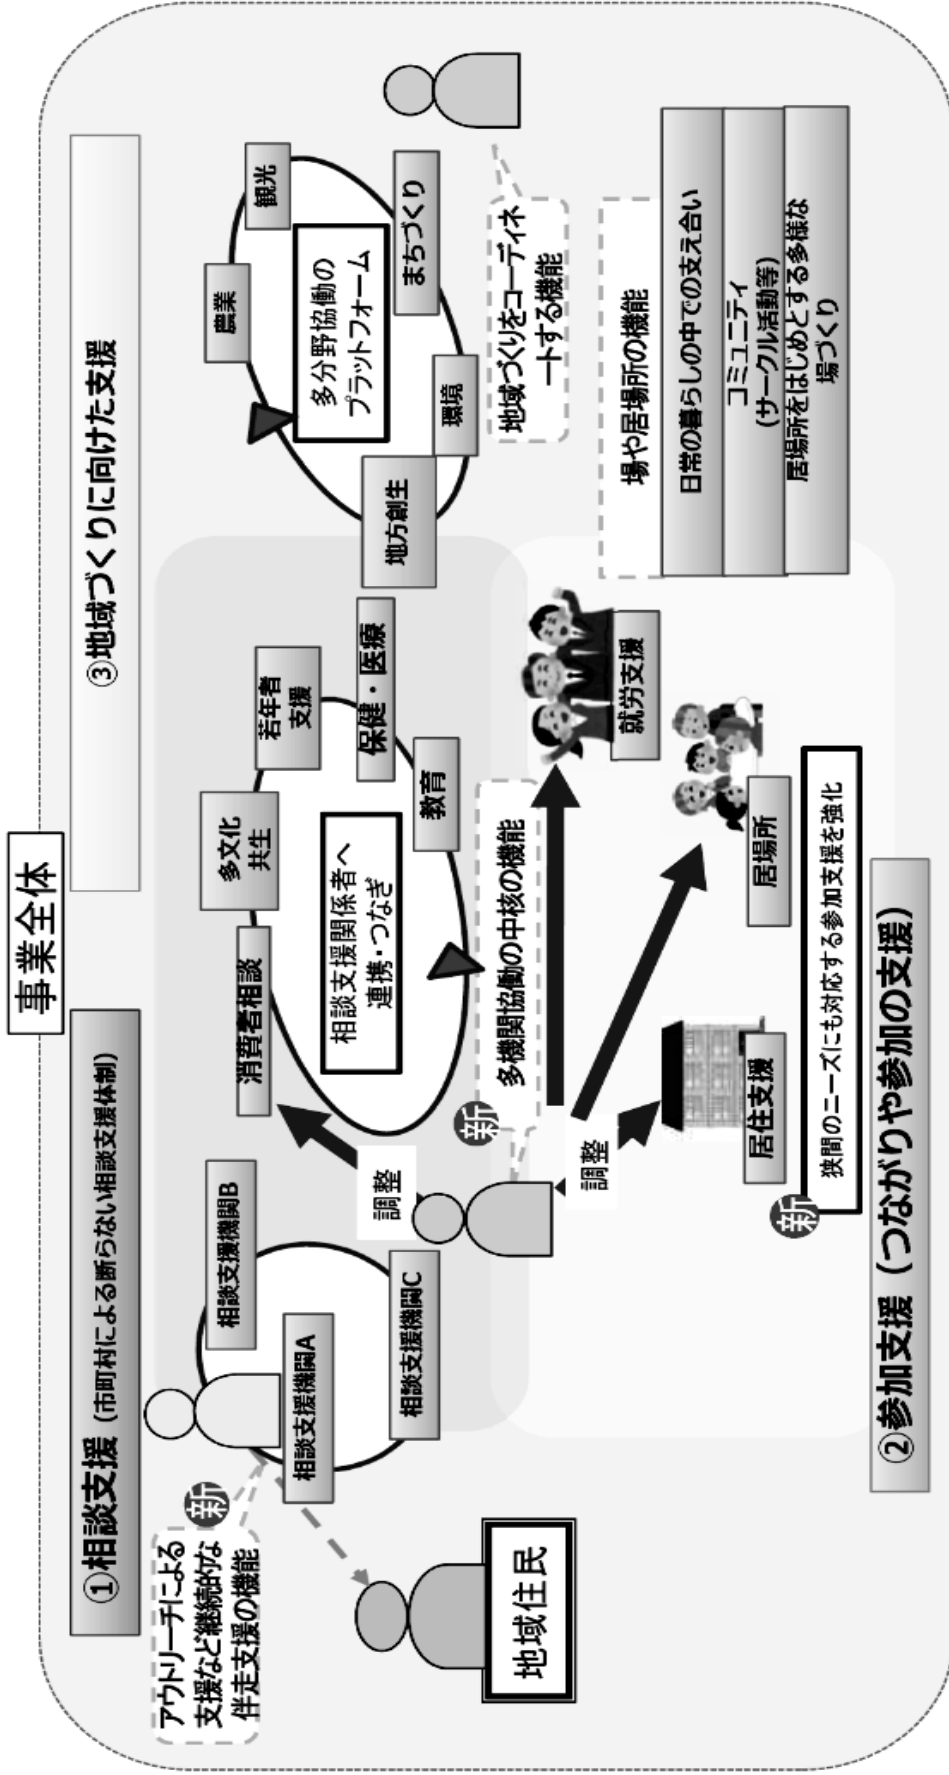 事業全体
①相談支援 (市町村による断らない相談支援体制)
③地域づくりに向けた支援
アウトリーチによる
支援など継続的な
伴走支援の機能
新
相談支援機関B
相談支援機関A
相談支援機関C
地域住民
調整
消費者相談
多文化
共生
若年者
支援
保健・医療
教育
相談支援関係者へ
連携・つなぎ
新
多機関協働の中核の機能
農業
観光
まちづくり
環境
地方創生
多分野協働の
プラットフォーム
地域づくりをコーディネ
ートする機能
調整
就労支援
居場所
居住支援
新
狭間のニーズにも対応する参加支援を強化
場や居場所の機能
日常の暮らしの中での支え合い
コミュニティ
(サークル活動等)
居場所をはじめとする多様な
場づくり
②参加支援 (つながりや参加の支援)